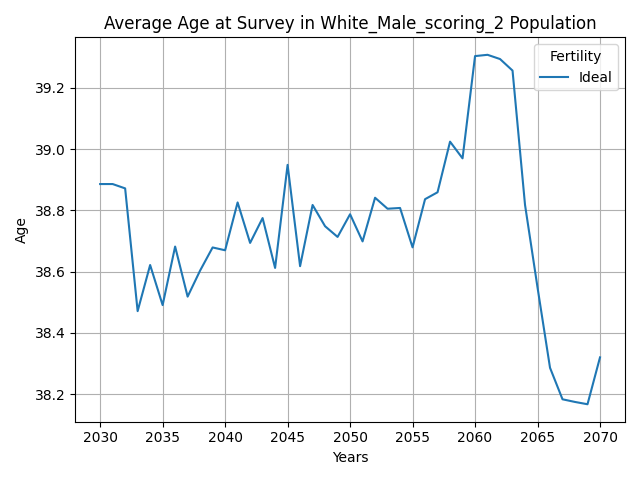 Average Age at Survey in White_Male_scoring_2 Population
Fertility
Ideal
39.2
39.0
38.8
38.6
38.4
38.2
Age
2030 2035 2040 2045 2050 2055 2060 2065 2070
Years